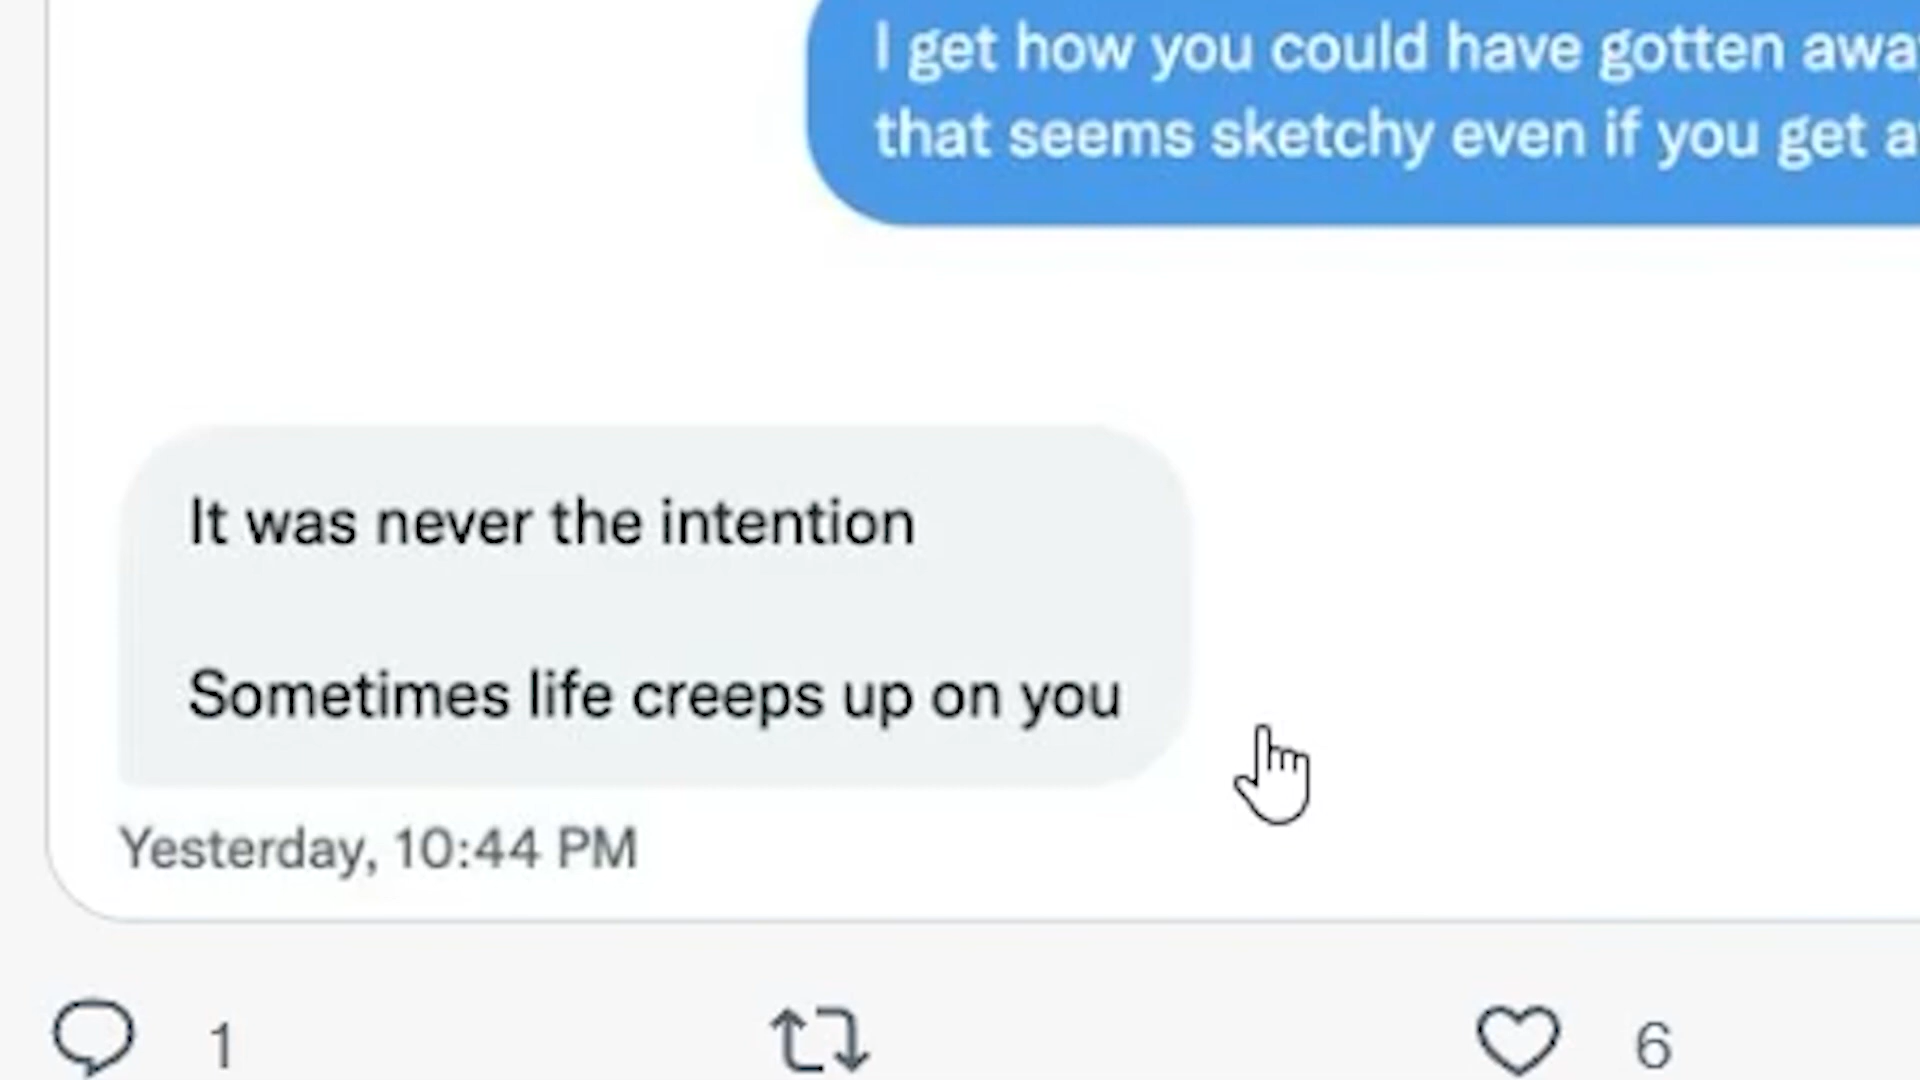 I get how you could have gotten
that seems sketchy even if you get
It was never the intention
Sometimes life creeps up on you
Yesterday, 10:44 PM
1 6